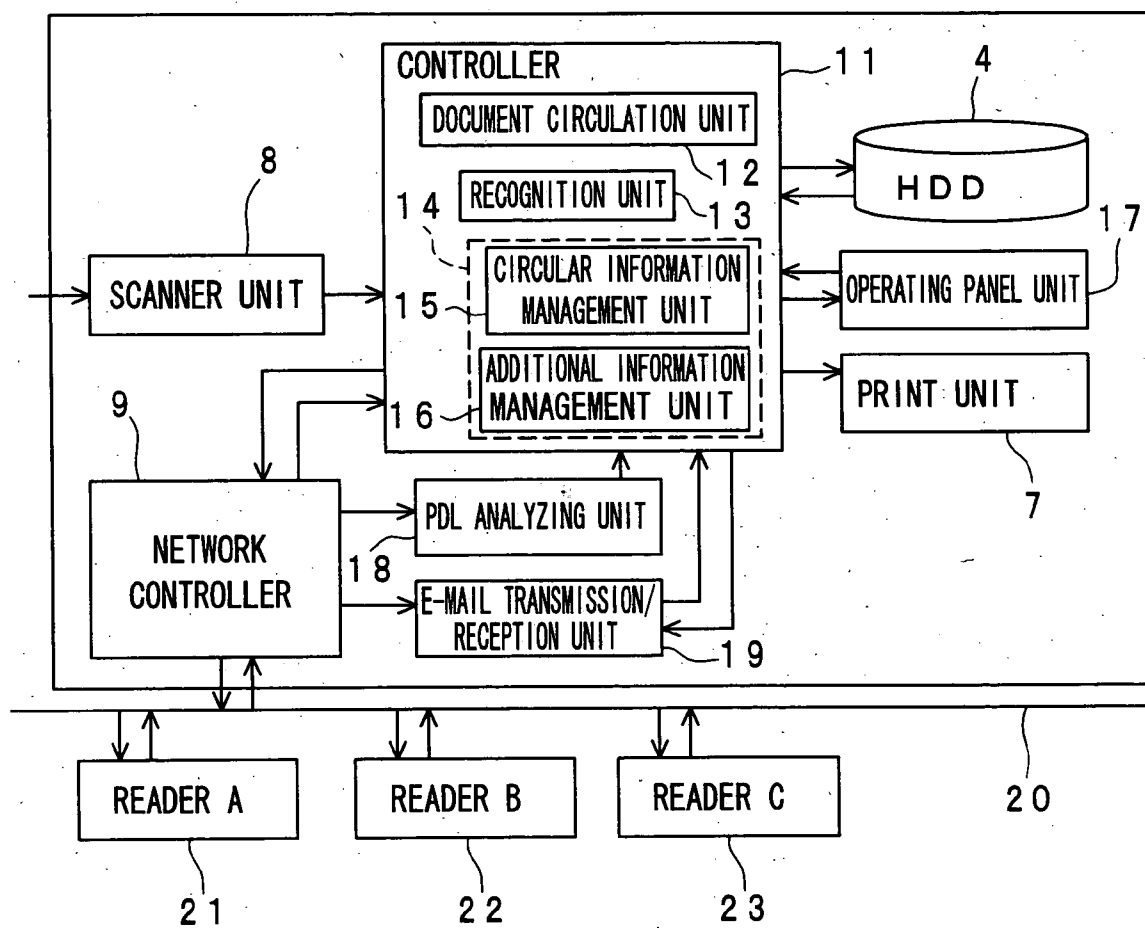 CONTROLLER
11
4
DOCUMENT CIRCULATION UNIT
12
HDD
8
RECOGNITION UNIT
13
14
17
SCANNER UNIT
CIRCULAR INFORMATION
MANAGEMENT UNIT
15
OPERATING PANEL UNIT
ADDITIONAL INFORMATION
MANAGEMENT UNIT
16
PRINT UNIT
9
7
PDL ANALYZING UNIT
18
NETWORK
CONTROLLER
E-MAIL TRANSMISSION/
RECEPTION UNIT
19
READER A
READER B
READER C
20
21
22
23